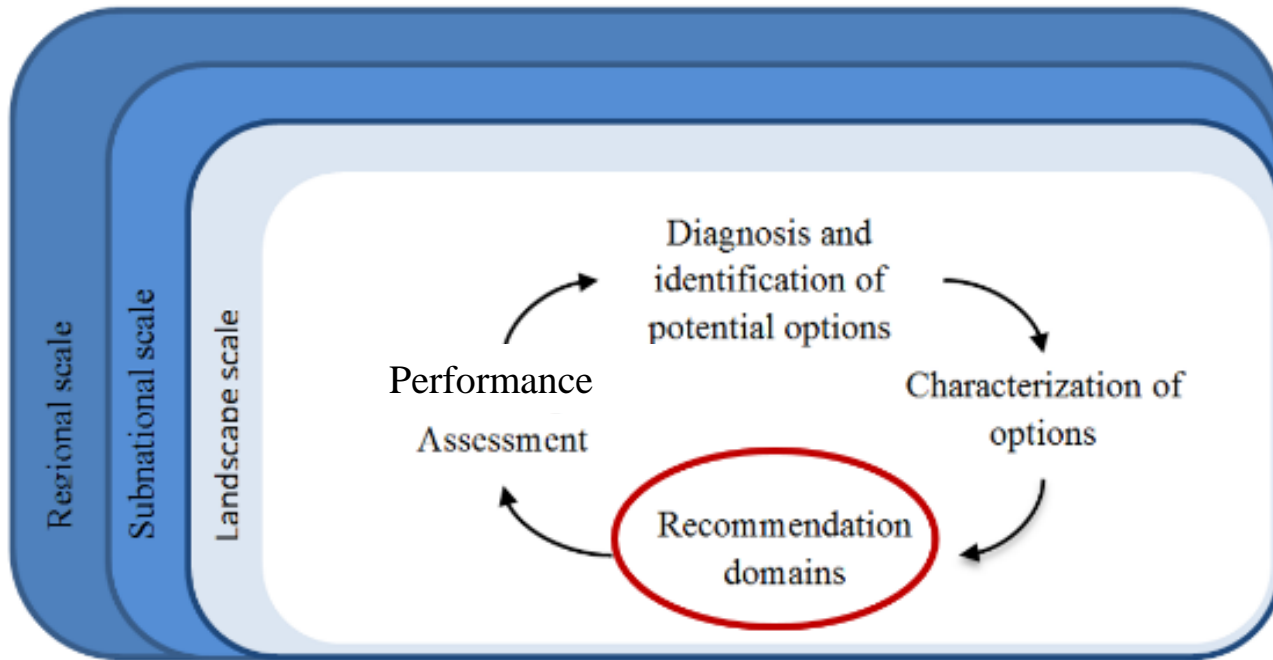 Regional scale
Subnational scale
Landscape scale
Diagnosis and
identification of
potential options
Characterization of
options
Recommendation
domains
Performance
Assessment